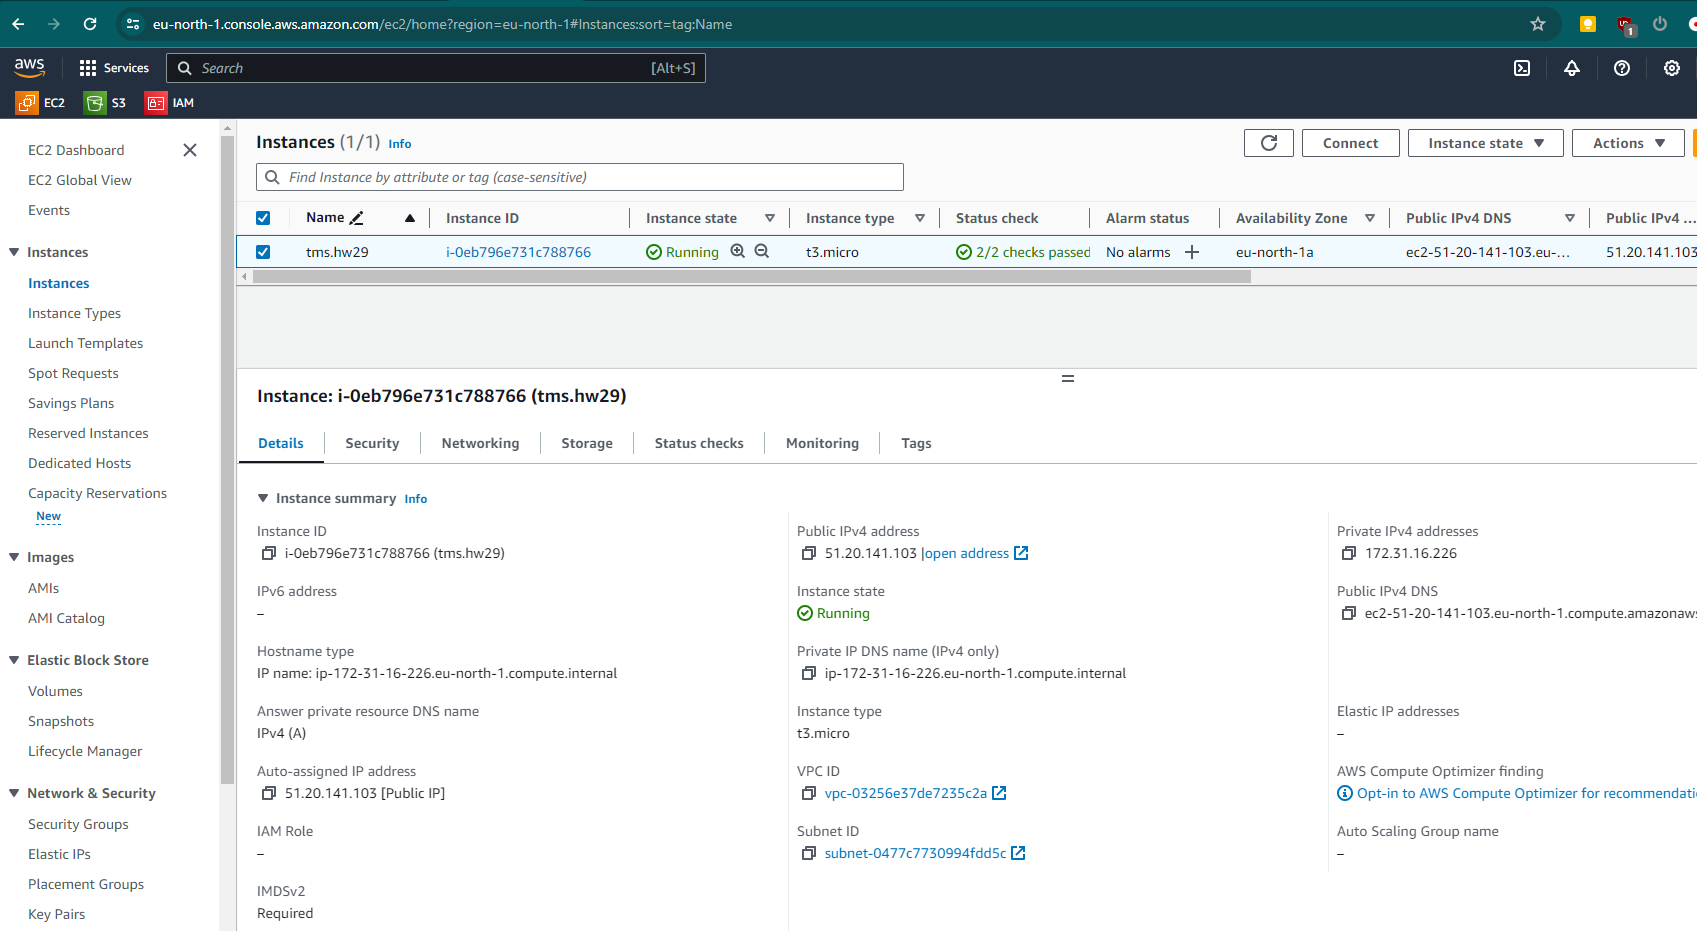 eu-north-1.console.aws.amazon.com/ec2/home?region=eu-north-1#Instances:sort=tag:Name
1
aws
Services
Search
[Alt+S]
EC2
S3
IAM
EC2 Dashboard
EC2 Global View
Events
Instances
Instances
Instance Types
Launch Templates
Spot Requests
Savings Plans
Reserved Instances
Dedicated Hosts
Capacity Reservations
New
Images
AMIs
AMI Catalog
Elastic Block Store
Volumes
Snapshots
Lifecycle Manager
Network & Security
Security Groups
Elastic IPs
Placement Groups
Key Pairs
Instances (1/1) Info
Connect
Instance state
Actions
Find Instance by attribute or tag (case-sensitive)
Name Instance ID Instance state Instance type Status check Alarm status Availability Zone Public IPv4 DNS Public IPv4 ...
tms.hw29 i-0eb796e731c788766 Running t3.micro 2/2 checks passed No alarms eu-north-1a ec2-51-20-141-103.eu-... 51.20.141.103
Instance: i-0eb796e731c788766 (tms.hw29)
Details Security Networking Storage Status checks Monitoring Tags
Instance summary Info
Instance ID
i-0eb796e731c788766 (tms.hw29)
IPv6 address
–
Hostname type
IP name: ip-172-31-16-226.eu-north-1.compute.internal
Answer private resource DNS name
IPv4 (A)
Auto-assigned IP address
51.20.141.103 [Public IP]
IAM Role
–
IMDSv2
Required
Public IPv4 address
51.20.141.103 |open address
Instance state
Running
Private IP DNS name (IPv4 only)
ip-172-31-16-226.eu-north-1.compute.internal
Instance type
t3.micro
VPC ID
vpc-03256e37de7235c2a
Subnet ID
subnet-0477c7730994fdd5c
Private IPv4 addresses
172.31.16.226
Public IPv4 DNS
ec2-51-20-141-103.eu-north-1.compute.amazonaws
Elastic IP addresses
–
AWS Compute Optimizer finding
Opt-in to AWS Compute Optimizer for recommendati
Auto Scaling Group name
–